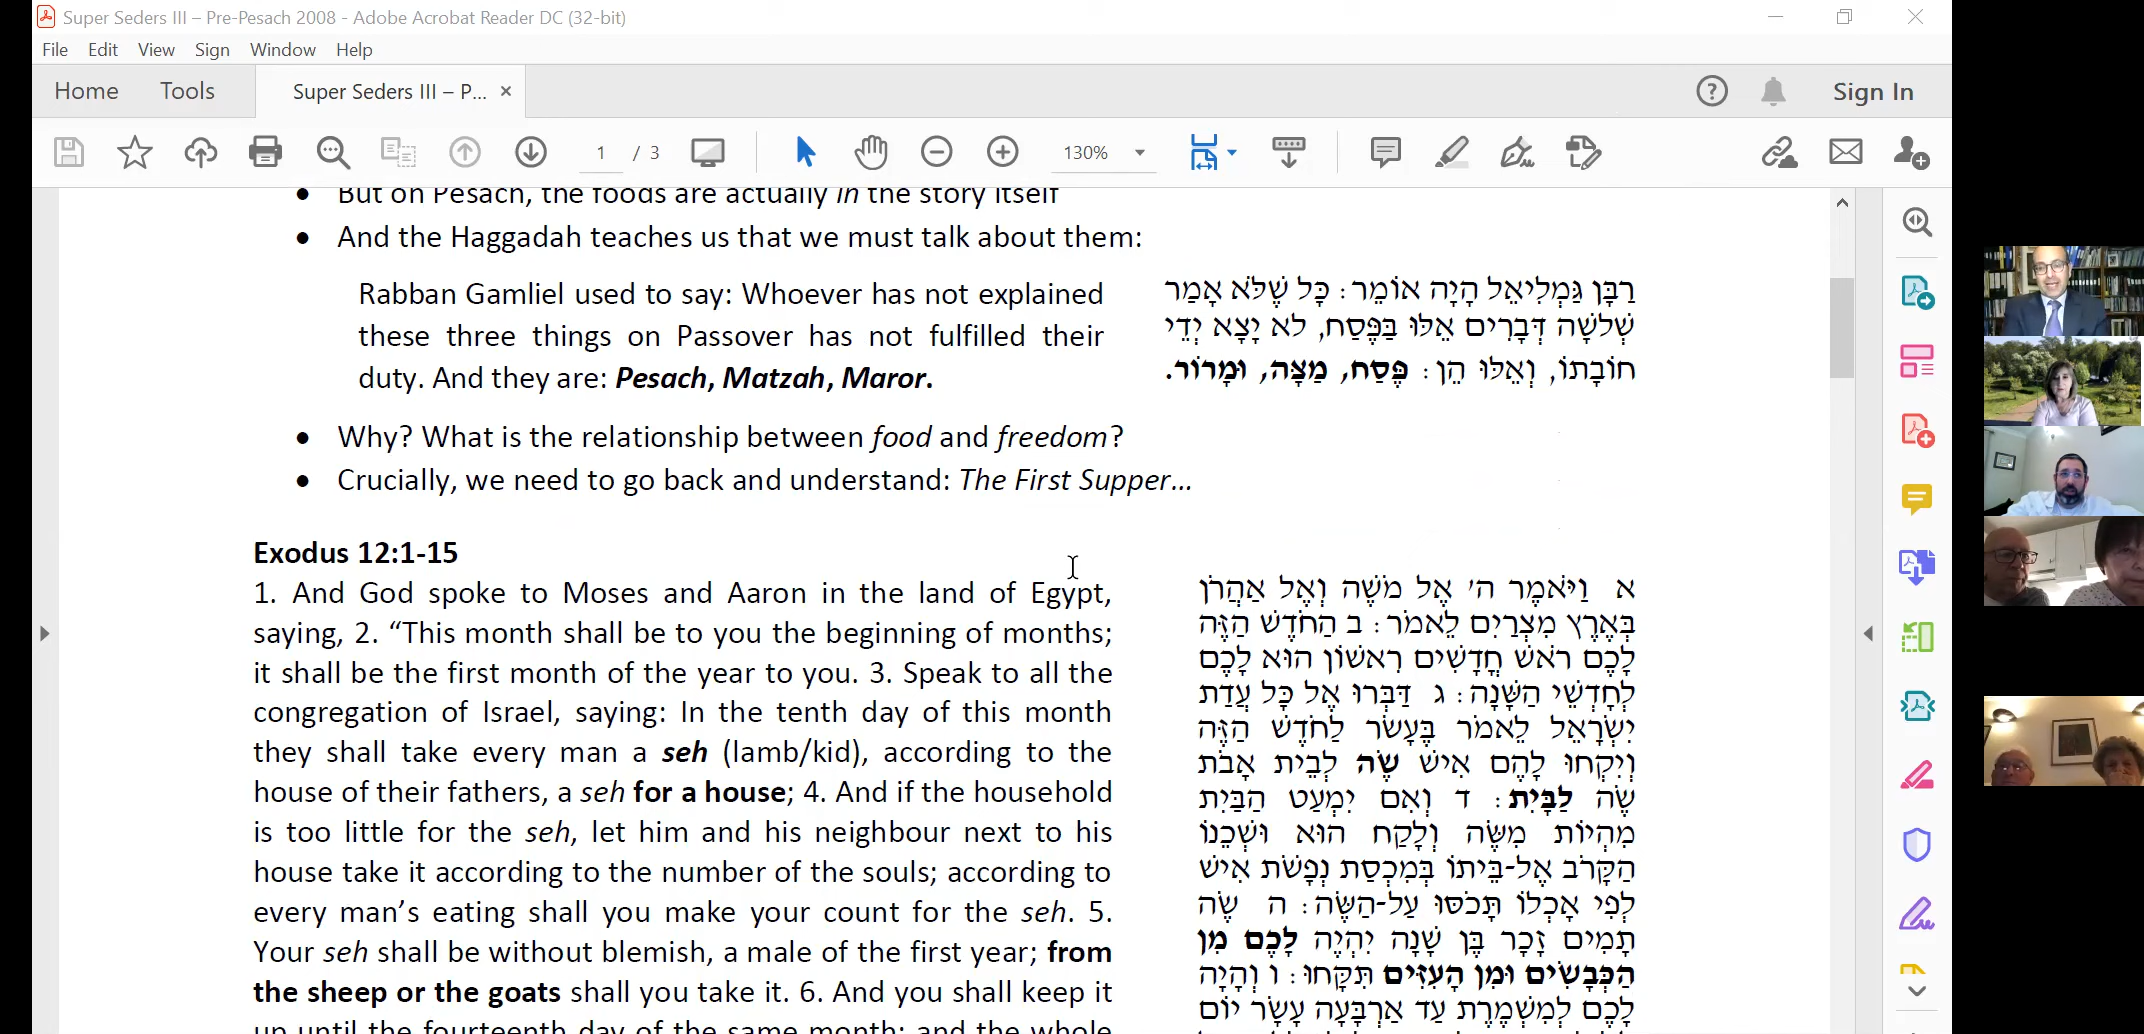 Super Seders III – Pre-Pesach 2008 - Adobe Acrobat Reader DC (32-bit)
File Edit View Sign Window Help
Home Tools Super Seders III – P... × Sign In
1 / 3 130%
But on Pesach, the foods are actually in the story itself
And the Haggadah teaches us that we must talk about them:
Rabban Gamliel used to say: Whoever has not explained
these three things on Passover has not fulfilled their
duty. And they are: Pesach, Matzah, Maror.
רַבָּן גַּמְלִיאֵל הָיָה אוֹמֵר: כָּל שֶׁלֹּא אָמַר
שְׁלֹשָׁה דְּבָרִים אֵלּוּ בַּפֶּסַח, לֹא יָצָא יְדֵי
חוֹבָתוֹ, וְאֵלּוּ הֵן: פֶּסַח, מַצָּה, וּמָרוֹר.
Why? What is the relationship between food and freedom?
Crucially, we need to go back and understand: The First Supper...
Exodus 12:1-15
1. And God spoke to Moses and Aaron in the land of Egypt,
saying, 2. “This month shall be to you the beginning of months;
it shall be the first month of the year to you. 3. Speak to all the
congregation of Israel, saying: In the tenth day of this month
they shall take every man a seh (lamb/kid), according to the
house of their fathers, a seh for a house; 4. And if the household
is too little for the seh, let him and his neighbour next to his
house take it according to the number of the souls; according to
every man’s eating shall you make your count for the seh. 5.
Your seh shall be without blemish, a male of the first year; from
the sheep or the goats shall you take it. 6. And you shall keep it
up until the fourteenth day of the same month; and the whole
א וַיֹּאמֶר ה' אֶל מֹשֶׁה וְאֶל אַהֲרֹן
בְּאֶרֶץ מִצְרַיִם לֵאמֹר: ב הַחֹדֶשׁ הַזֶּה
לָכֶם רֹאשׁ חֳדָשִׁים רִאשׁוֹן הוּא לָכֶם
לְחָדְשֵׁי הַשָּׁנָה: ג דַּבְּרוּ אֶל כָּל עֲדַת
יִשְׂרָאֵל לֵאמֹר בֶּעָשֹׂר לַחֹדֶשׁ הַזֶּה
וְיִקְחוּ לָהֶם אִישׁ שֶׂה לְבֵית אָבֹת
שֶׂה לַבָּיִת: ד וְאִם יִמְעַט הַבַּיִת
מִהְיוֹת מִשֶּׂה וְלָקַח הוּא וּשְׁכֵנוֹ
הַקָּרֹב אֶל-בֵּיתוֹ בְּמִכְסַת נְפָשֹׁת אִישׁ
לְפִי אָכְלוֹ תָּכֹסּוּ עַל-הַשֶּׂה: ה שֶׂה
תָמִים זָכָר בֶּן שָׁנָה יִהְיֶה לָכֶם מִן
הַכְּבָשִׂים וּמִן הָעִזִּים תִּקָּחוּ: ו וְהָיָה
לָכֶם לְמִשְׁמֶרֶת עַד אַרְבָּעָה עָשָׂר יוֹם